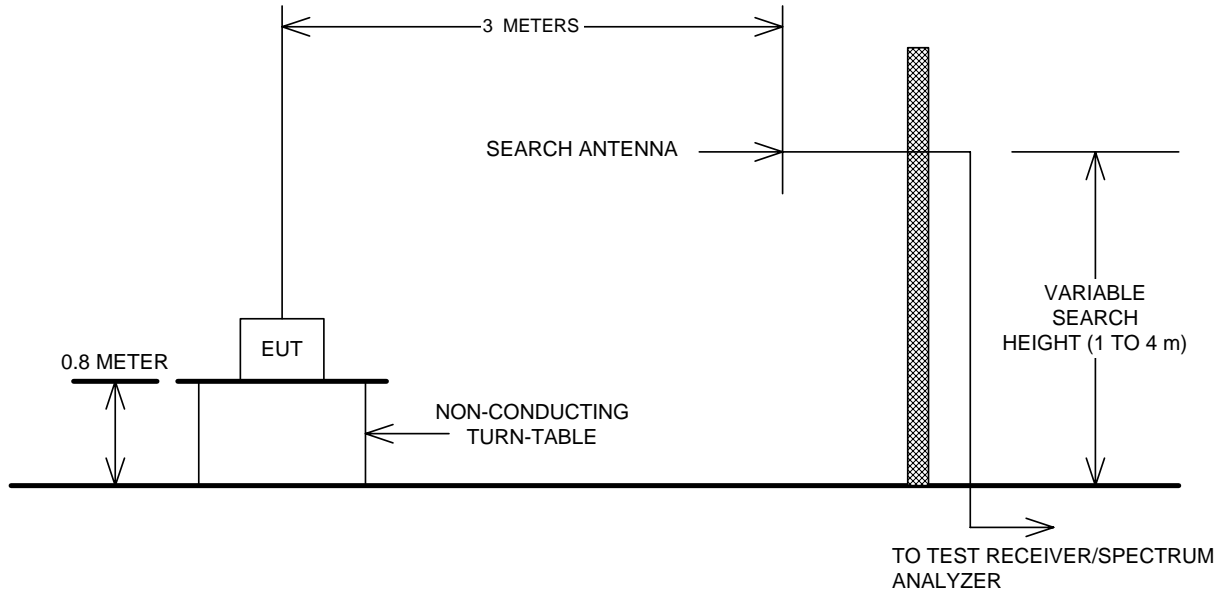 3 METERS
SEARCH ANTENNA
VARIABLE
SEARCH
HEIGHT (1 TO 4 m)
EUT
0.8 METER
NON-CONDUCTING
TURN-TABLE
TO TEST RECEIVER/SPECTRUM
ANALYZER